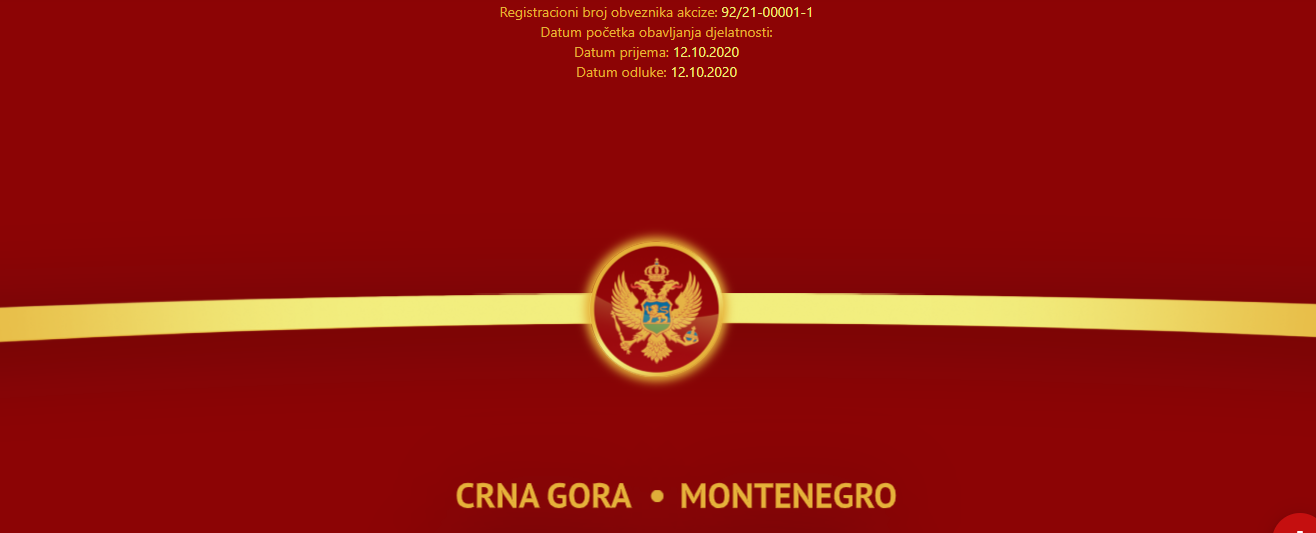 Registracioni broj obveznika akcize: 92/21-00001-1
Datum početka obavljanja djelatnosti:
Datum prijema: 12.10.2020
Datum odluke: 12.10.2020
CRNA GORA • MONTENEGRO